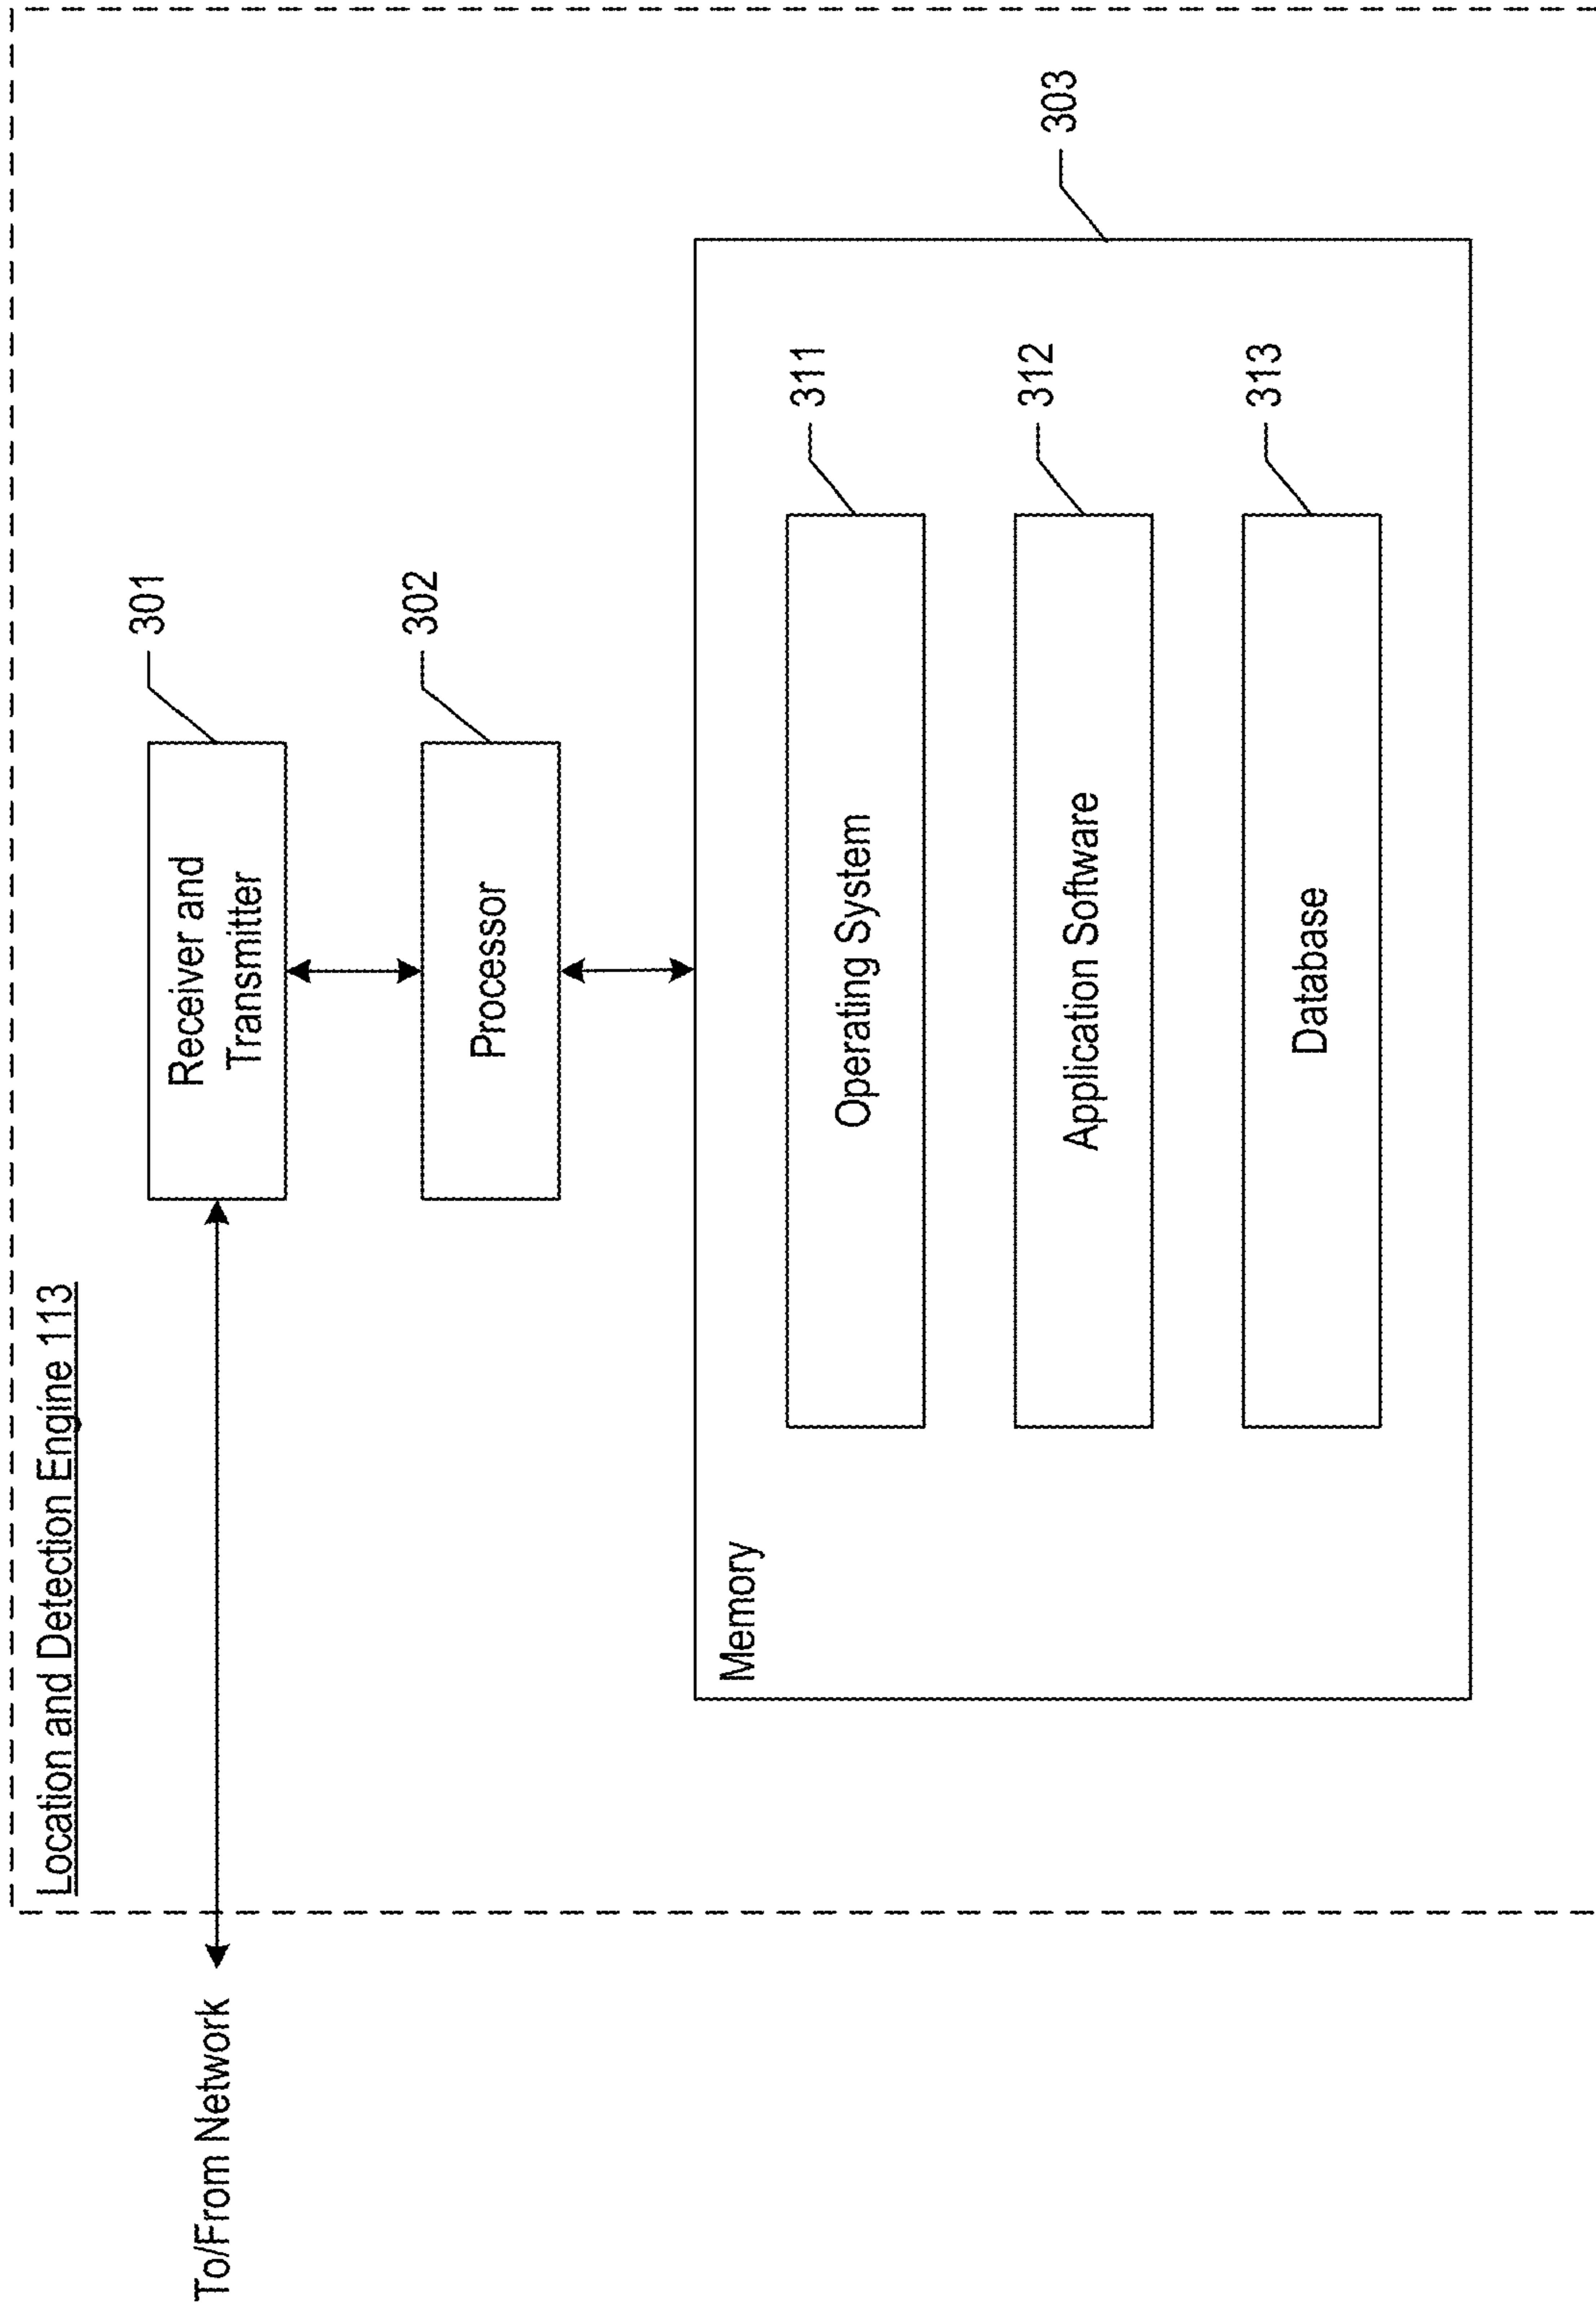 Location and Detection Engine 113
To/From Network
Receiver and
Transmitter
301
Processor
302
Memory
303
Operating System
311
Application Software
312
Database
313